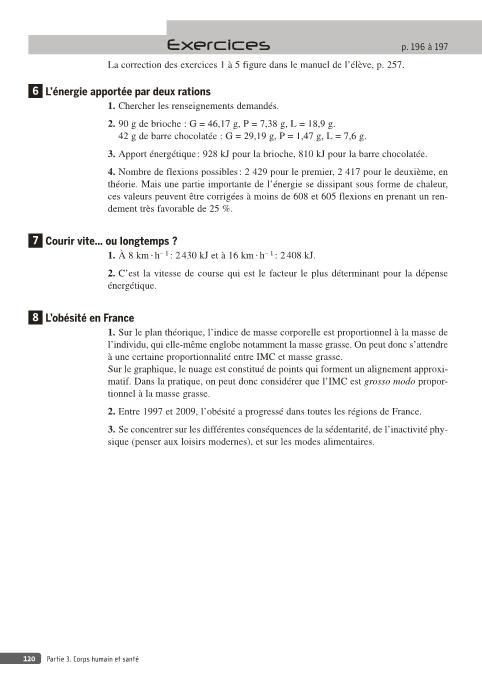 Exercices
p. 196 à 197
La correction des exercices 1 à 5 figure dans le manuel de l'élève, p. 257.
6 L'énergie apportée par deux rations
1. Chercher les renseignements demandés.
2. 90 g de brioche : G = 46,17 g, P = 7,38 g, L = 18,9 g.
42 g de barre chocolatée : G = 29,19 g, P = 1,47 g, L = 7,6 g.
3. Apport énergétique : 928 kJ pour la brioche, 810 kJ pour la barre chocolatée.
4. Nombre de flexions possibles : 2 429 pour le premier, 2 417 pour le deuxième, en
théorie. Mais une partie importante de l'énergie se dissipant sous forme de chaleur,
ces valeurs peuvent être corrigées à moins de 608 et 605 flexions en prenant un ren-
dement très favorable de 25 %.
7 Courir vite... ou longtemps ?
1. À 8 km · h⁻¹ : 2 430 kJ et à 16 km · h⁻¹ : 2 408 kJ.
2. C'est la vitesse de course qui est le facteur le plus déterminant pour la dépense
énergétique.
8 L'obésité en France
1. Sur le plan théorique, l'indice de masse corporelle est proportionnel à la masse de
l'individu, qui elle-même englobe notamment la masse grasse. On peut donc s'attendre
à une certaine proportionnalité entre IMC et masse grasse.
Sur le graphique, le nuage est constitué de points qui forment un alignement approxi-
matif. Dans la pratique, on peut donc considérer que l'IMC est grosso modo propor-
tionnel à la masse grasse.
2. Entre 1997 et 2009, l'obésité a progressé dans toutes les régions de France.
3. Se concentrer sur les différentes conséquences de la sédentarité, de l'inactivité phy-
sique (penser aux loisirs modernes), et sur les modes alimentaires.
120 Partie 3. Corps humain et santé